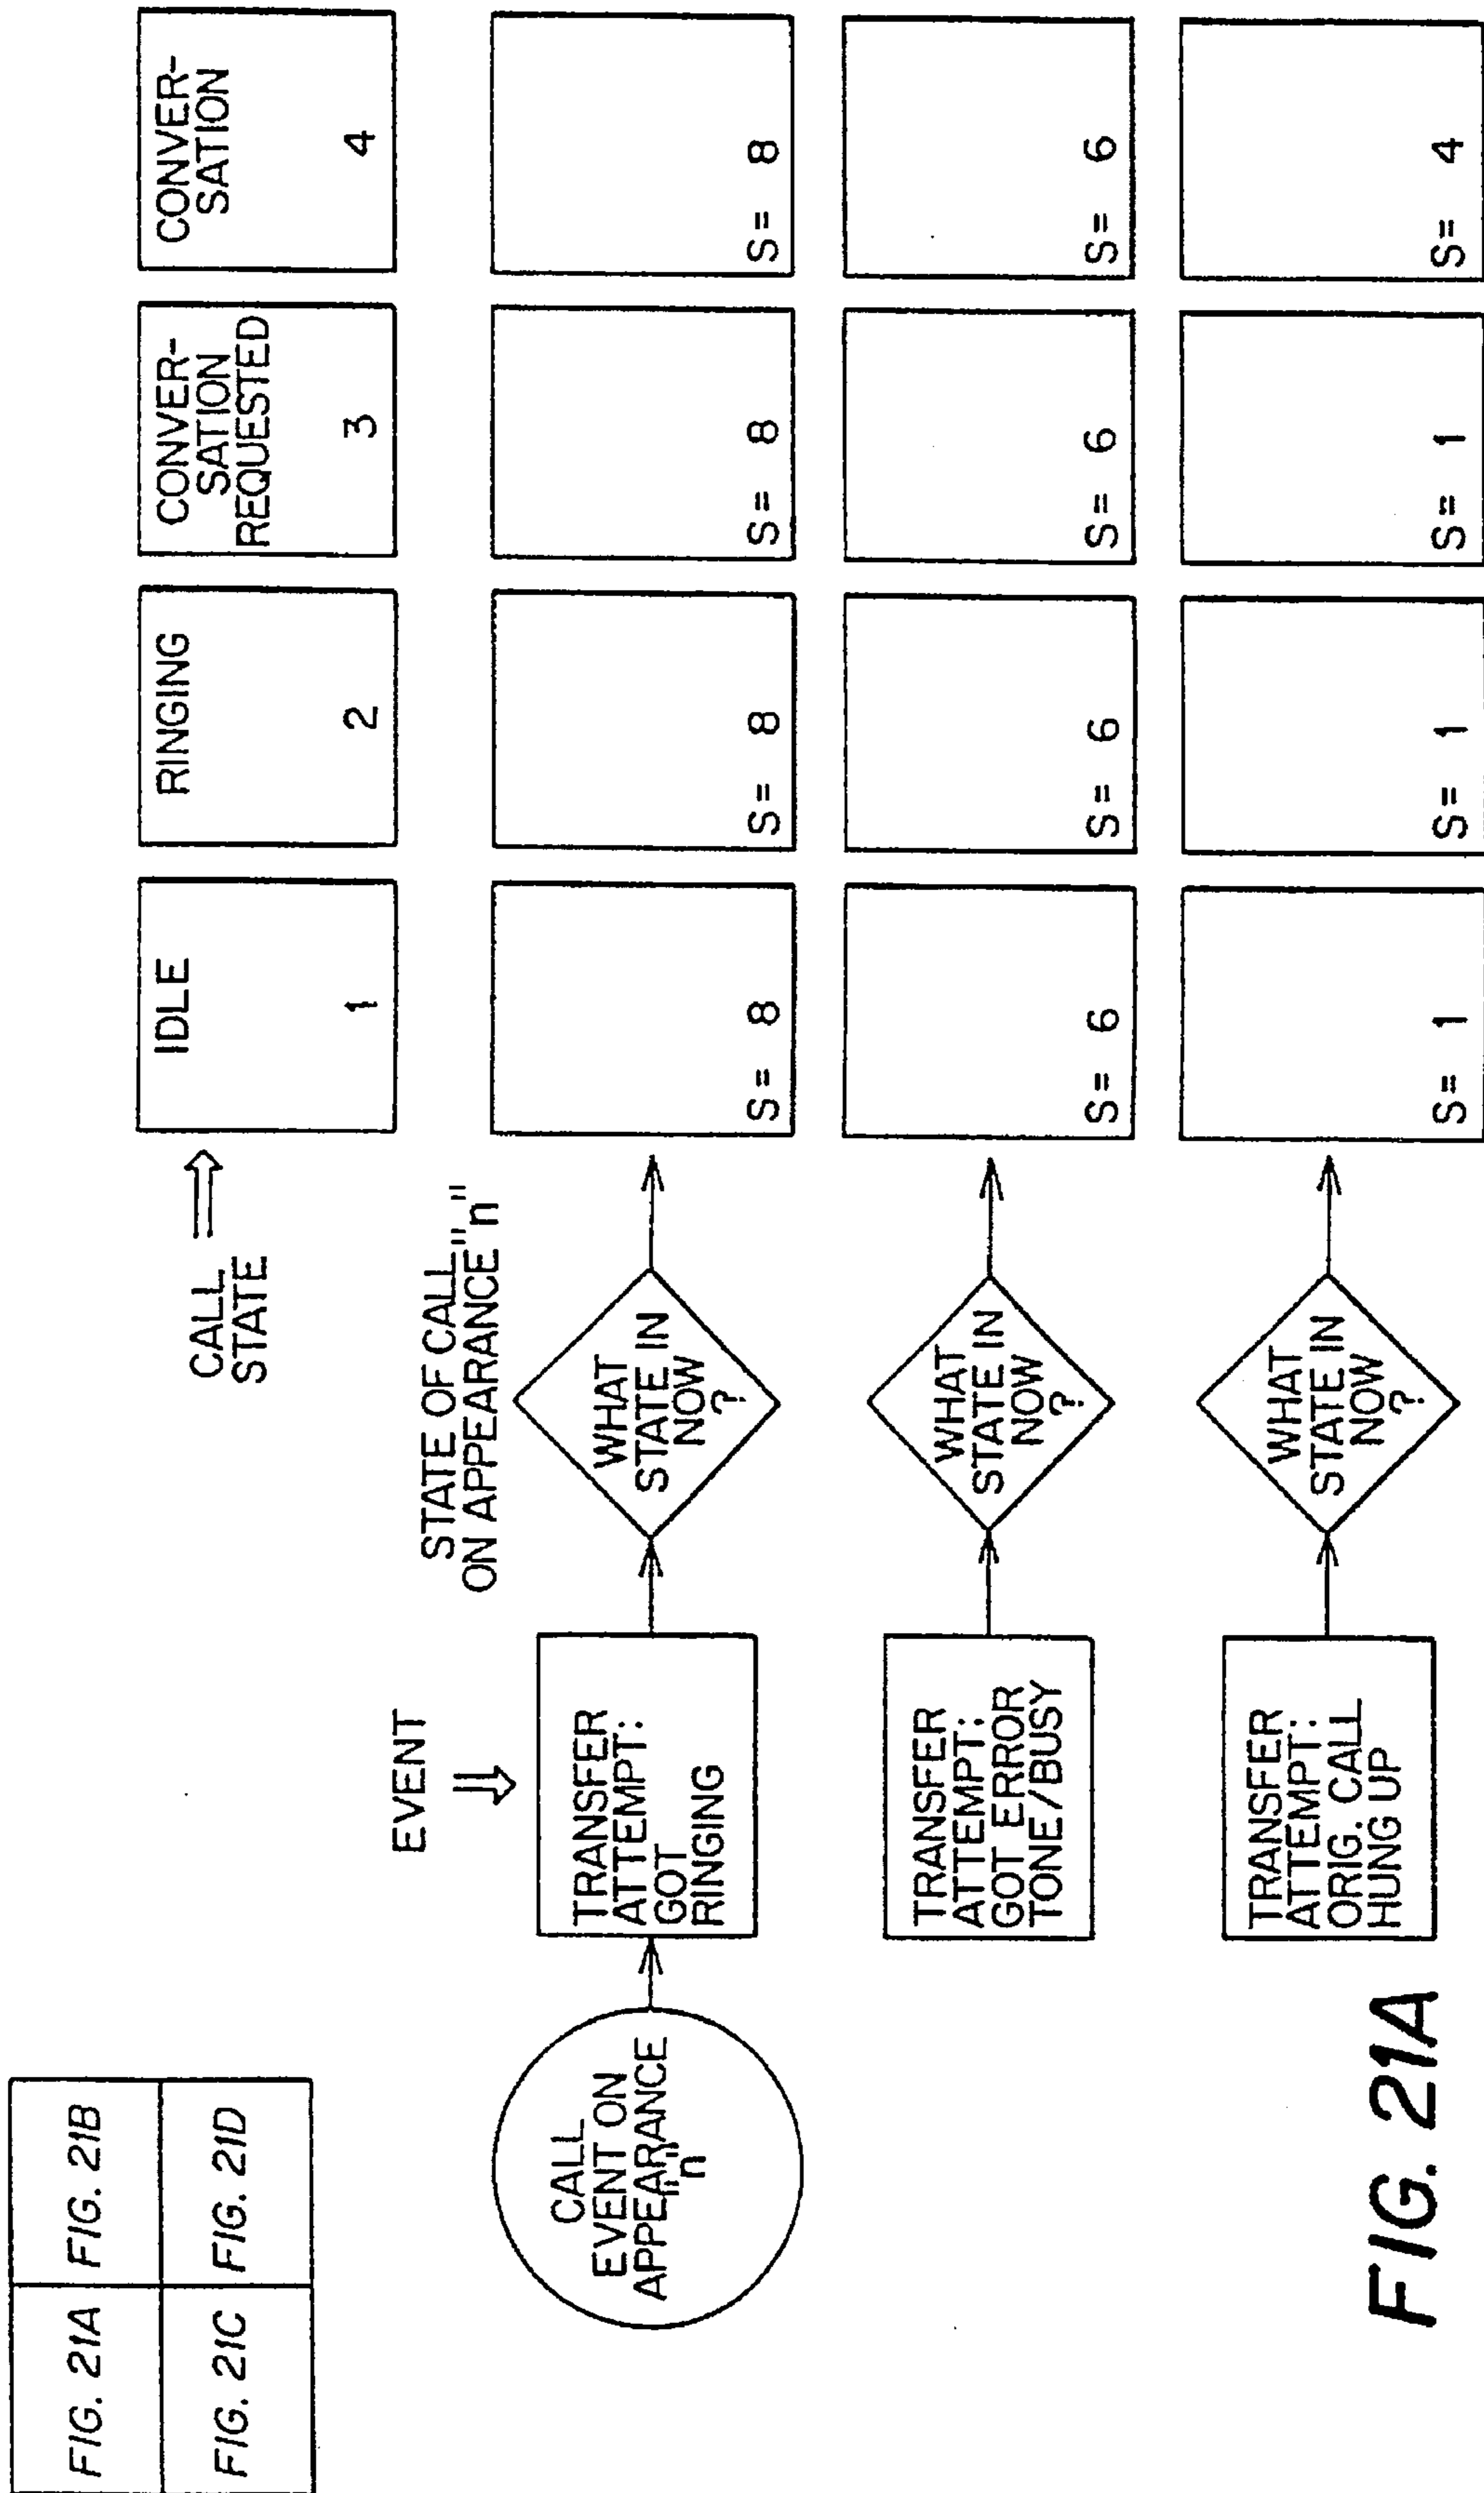 FIG. 21A FIG. 21B
FIG. 21C FIG. 21D
CALL
STATE
IDLE
1
RINGING
2
CONVER-
SATION
REQUESTED
3
CONVER-
SATION
4
EVENT
STATE OF CALL
ON APPEARANCE "n"
CALL
EVENT ON
APPEARANCE
"n"
TRANSFER
ATTEMPT:
GOT
RINGING
WHAT
STATE IN
NOW
?
S= 8
S= 8
S= 8
S= 8
TRANSFER
ATTEMPT:
GOT ERROR
TONE/BUSY
WHAT
STATE IN
NOW
?
S= 6
S= 6
S= 6
S= 6
TRANSFER
ATTEMPT:
ORIG. CALL
HUNG UP
WHAT
STATE IN
NOW
?
S= 1
S= 1
S= 1
S= 4
FIG. 21A